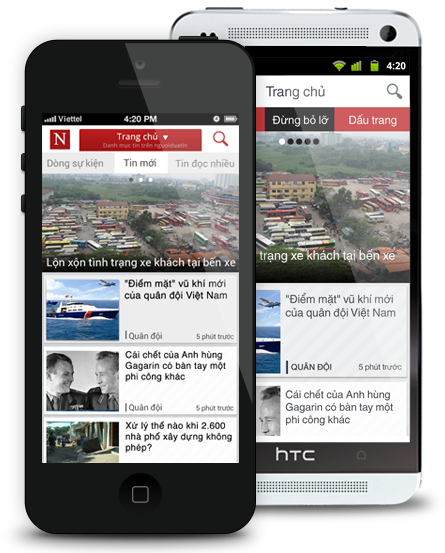 Viettel
4:20 PM
N
Trang chủ
Danh mục tin trên nguoiduatin
Dòng sự kiện
Tin mới
Tin đọc nhiều
Lộn xộn tình trạng xe khách tại bến xe
"Điểm mặt" vũ khí mới
của quân đội Việt Nam
Quân đội
5 phút trước
Cái chết của Anh hùng
Gagarin có bàn tay một
phi công khác
Quân đội
5 phút trước
Xử lý thế nào khi 2.600
nhà phố xây dựng không
phép?
4:20
Trang chủ
Đừng bỏ lỡ
Dấu trang
trạng xe khách tại bến xe
"Điểm mặt" vũ khí mới
của quân đội Việt Nam
QUÂN ĐỘI
5 phút trước
Cái chết của Anh hùng
Gagarin có bàn tay một
phi công khác
hTC